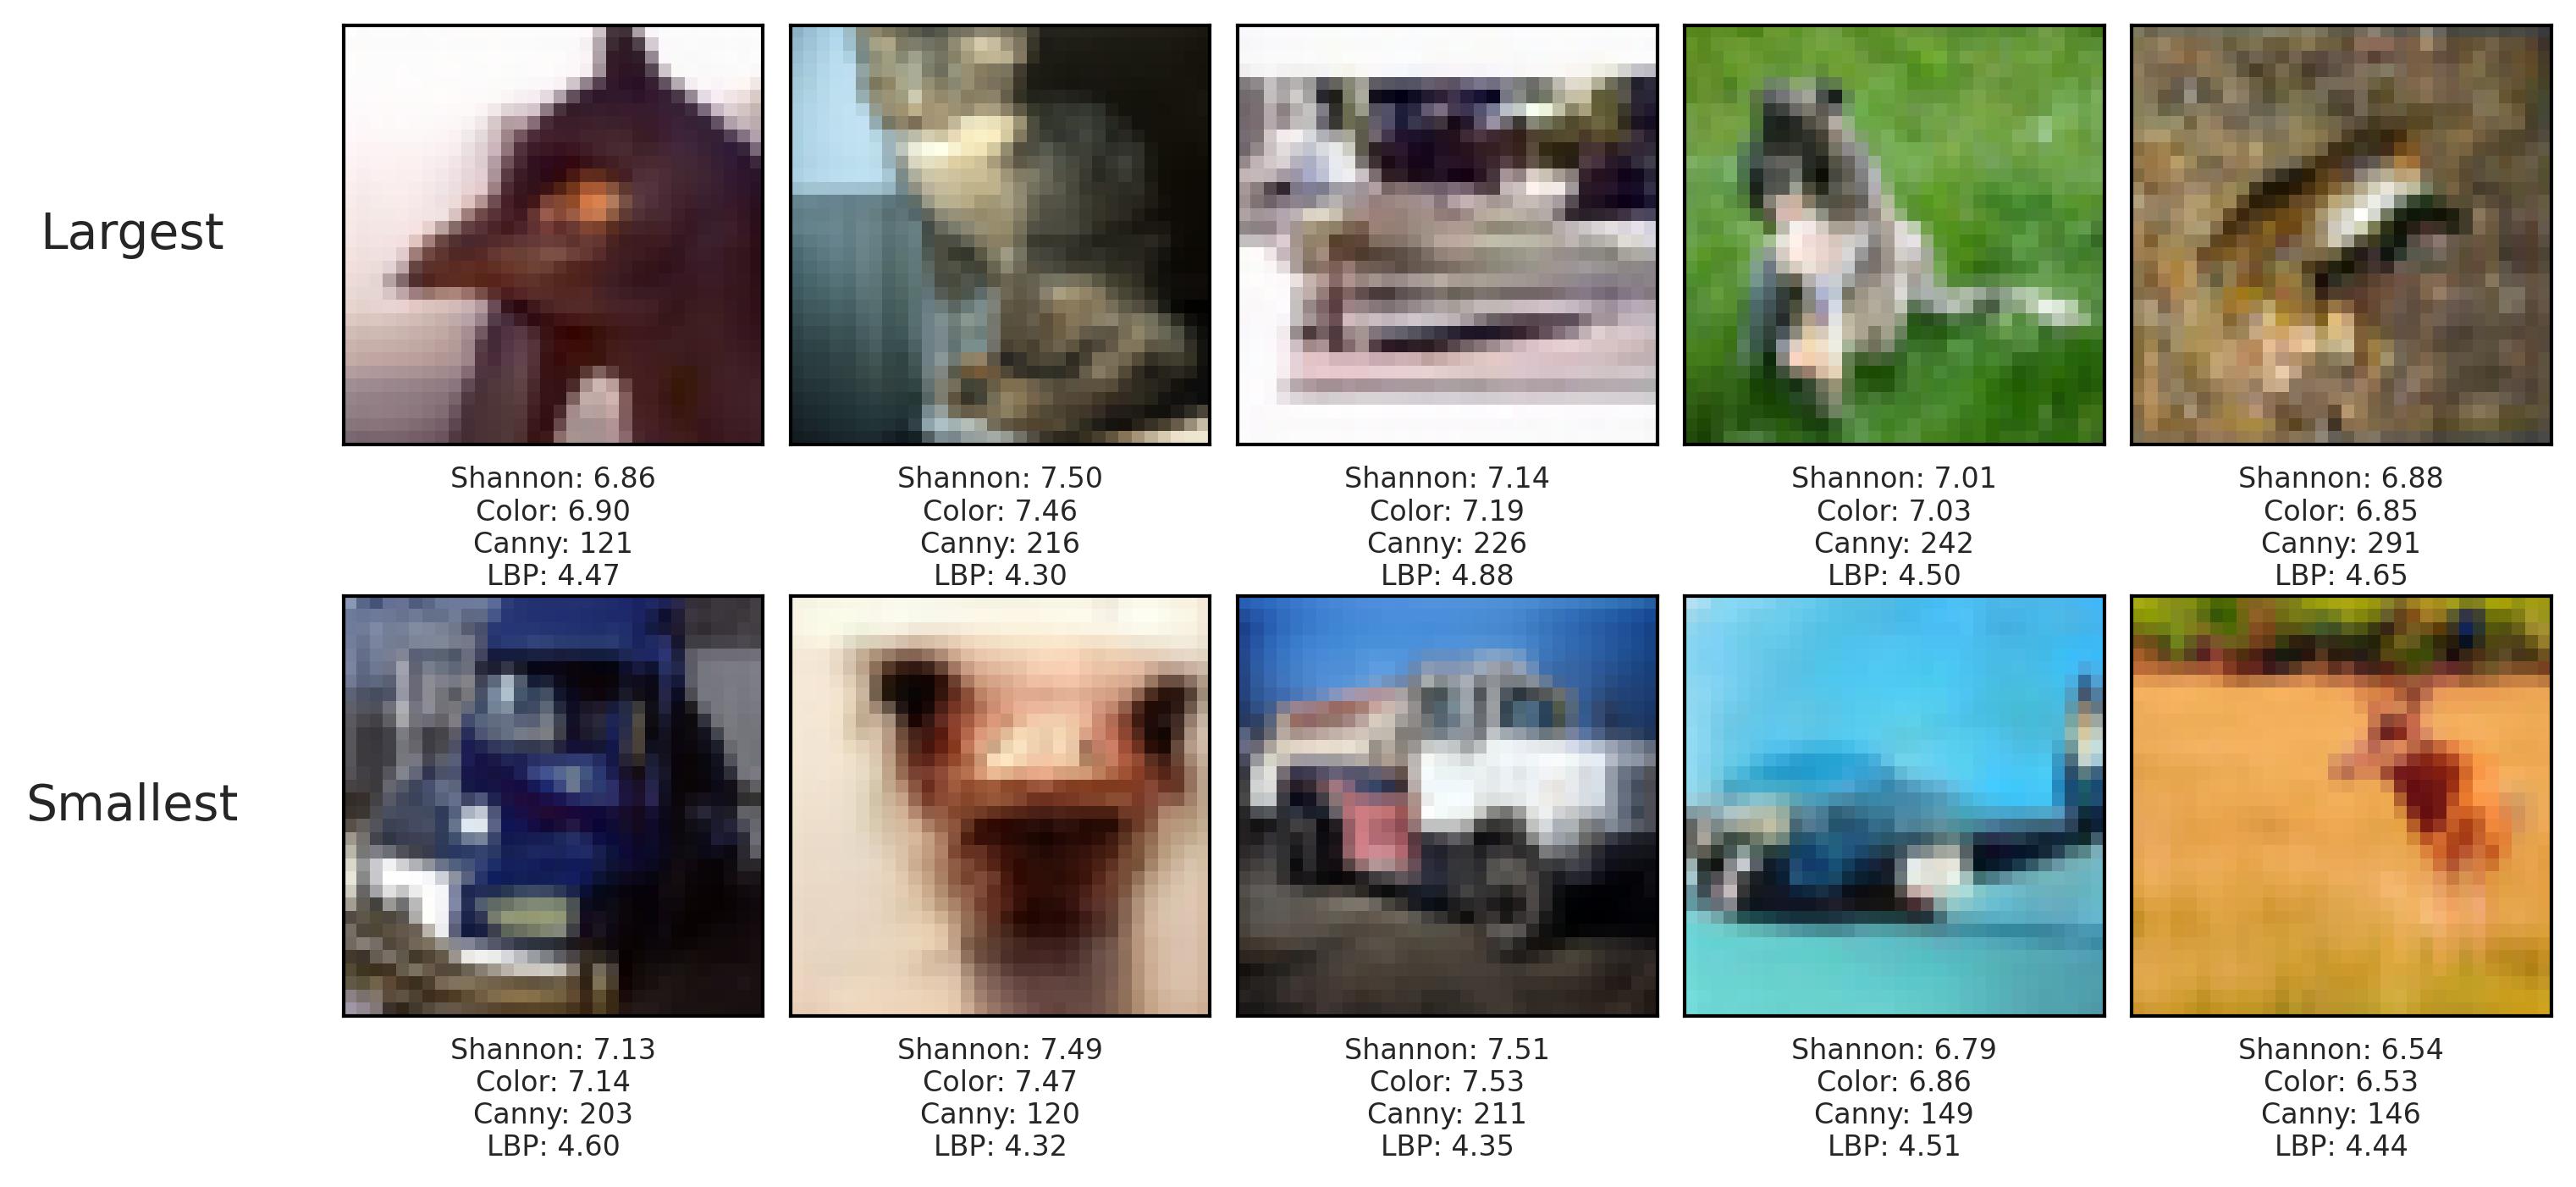 Largest
Shannon: 6.86
Color: 6.90
Canny: 121
LBP: 4.47
Shannon: 7.50
Color: 7.46
Canny: 216
LBP: 4.30
Shannon: 7.14
Color: 7.19
Canny: 226
LBP: 4.88
Shannon: 7.01
Color: 7.03
Canny: 242
LBP: 4.50
Shannon: 6.88
Color: 6.85
Canny: 291
LBP: 4.65
Smallest
Shannon: 7.13
Color: 7.14
Canny: 203
LBP: 4.60
Shannon: 7.49
Color: 7.47
Canny: 120
LBP: 4.32
Shannon: 7.51
Color: 7.53
Canny: 211
LBP: 4.35
Shannon: 6.79
Color: 6.86
Canny: 149
LBP: 4.51
Shannon: 6.54
Color: 6.53
Canny: 146
LBP: 4.44